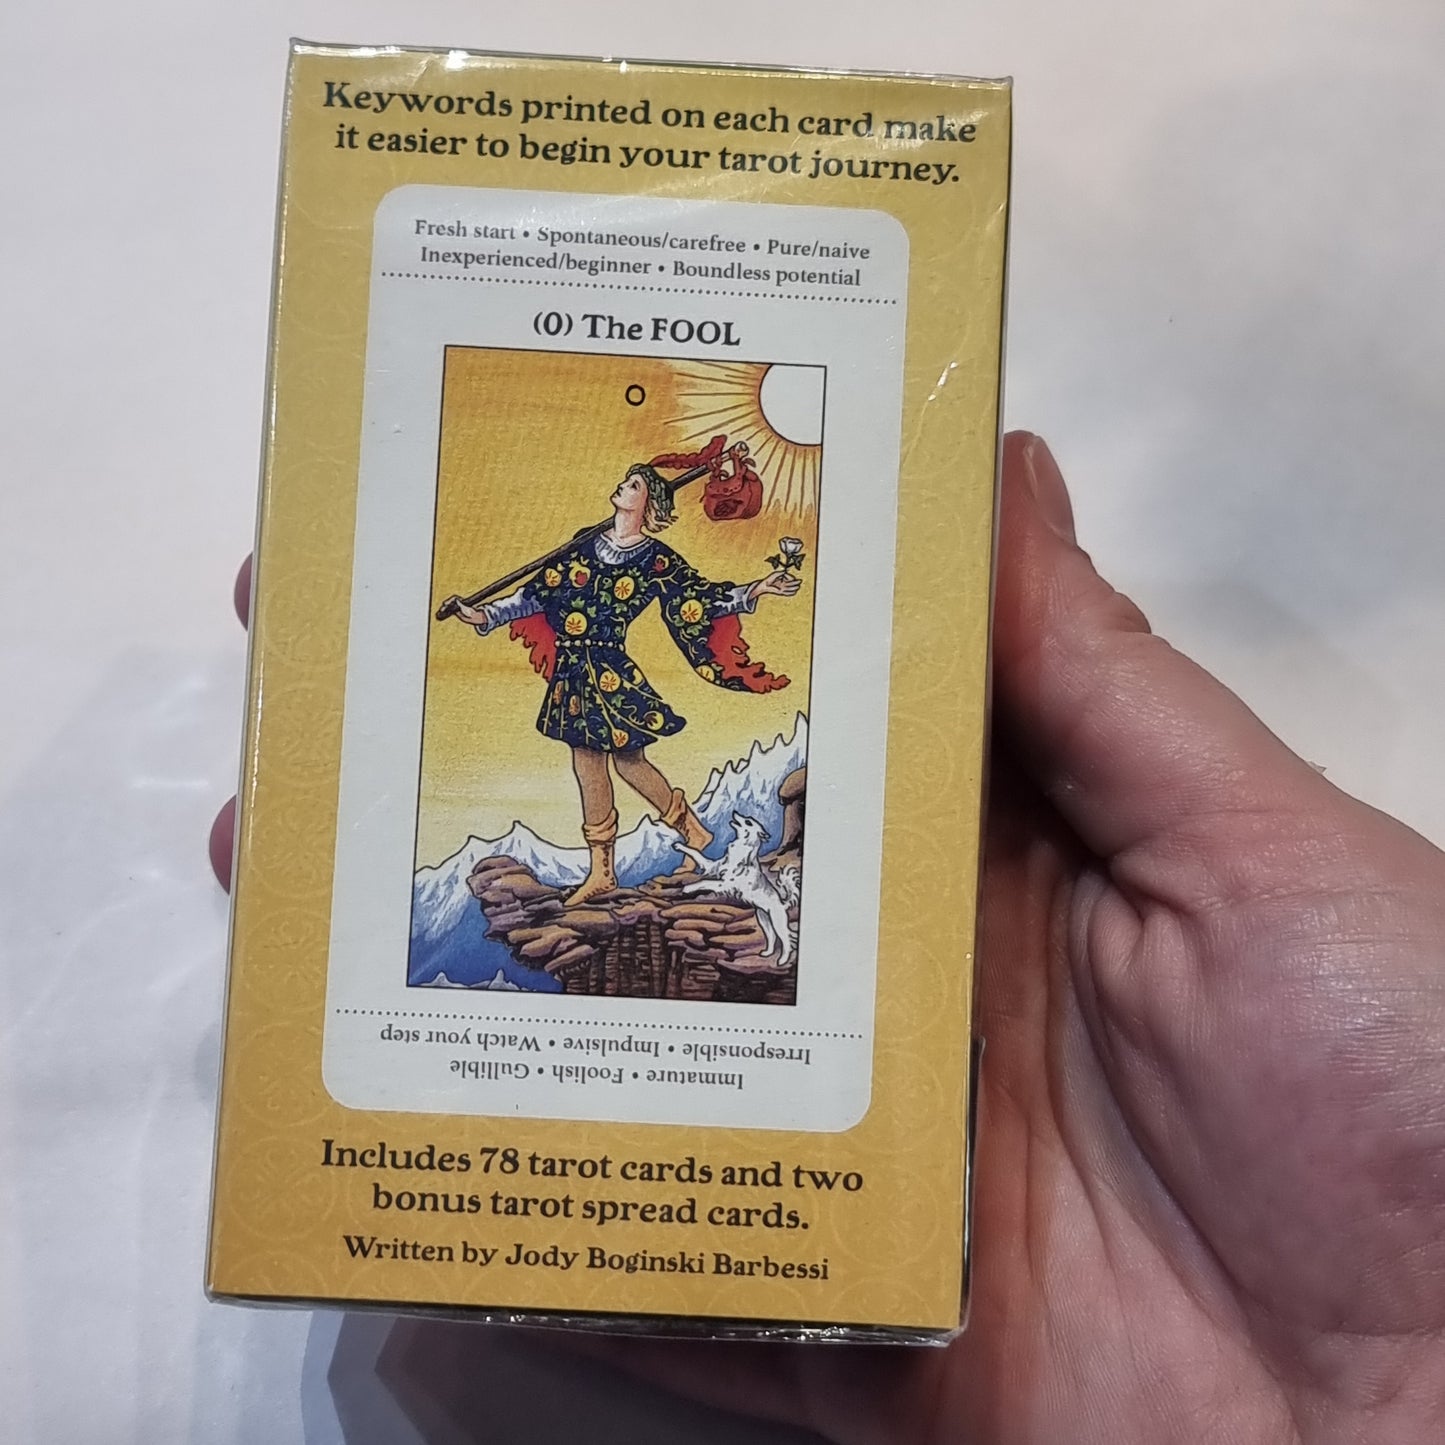 Keywords printed on each card make
it easier to begin your tarot journey.
Fresh start • Spontaneous/carefree • Pure/naive
Inexperienced/beginner • Boundless potential
(0) The FOOL
0
Immature • Foolish • Gullible
Irresponsible • Impulsive • Watch your step
Includes 78 tarot cards and two
bonus tarot spread cards.
Written by Jody Boginski Barbessi